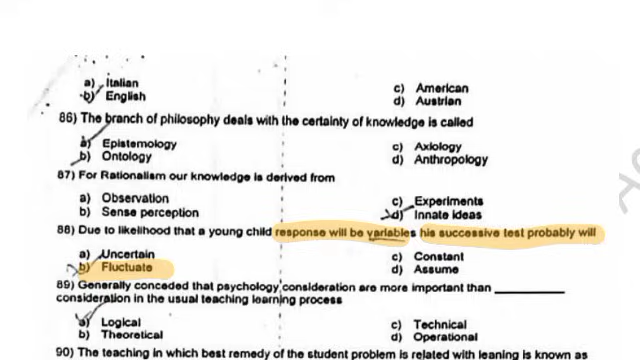 a) Italian
c) American
b) English
d) Austrian
86) The branch of philosophy deals with the certainty of knowledge is called
a) Epistemology
c) Axiology
b) Ontology
d) Anthropology
87) For Rationalism our knowledge is derived from
a) Observation
c) Experiments
b) Sense perception
d) Innate ideas
88) Due to likelihood that a young child response will be variables his successive test probably will
a) Uncertain
c) Constant
b) Fluctuate
d) Assume
89) Generally conceded that psychology consideration are more important than __________
consideration in the usual teaching learning process
a) Logical
c) Technical
b) Theoretical
d) Operational
90) The teaching in which best remedy of the student problem is related with leaning is known as